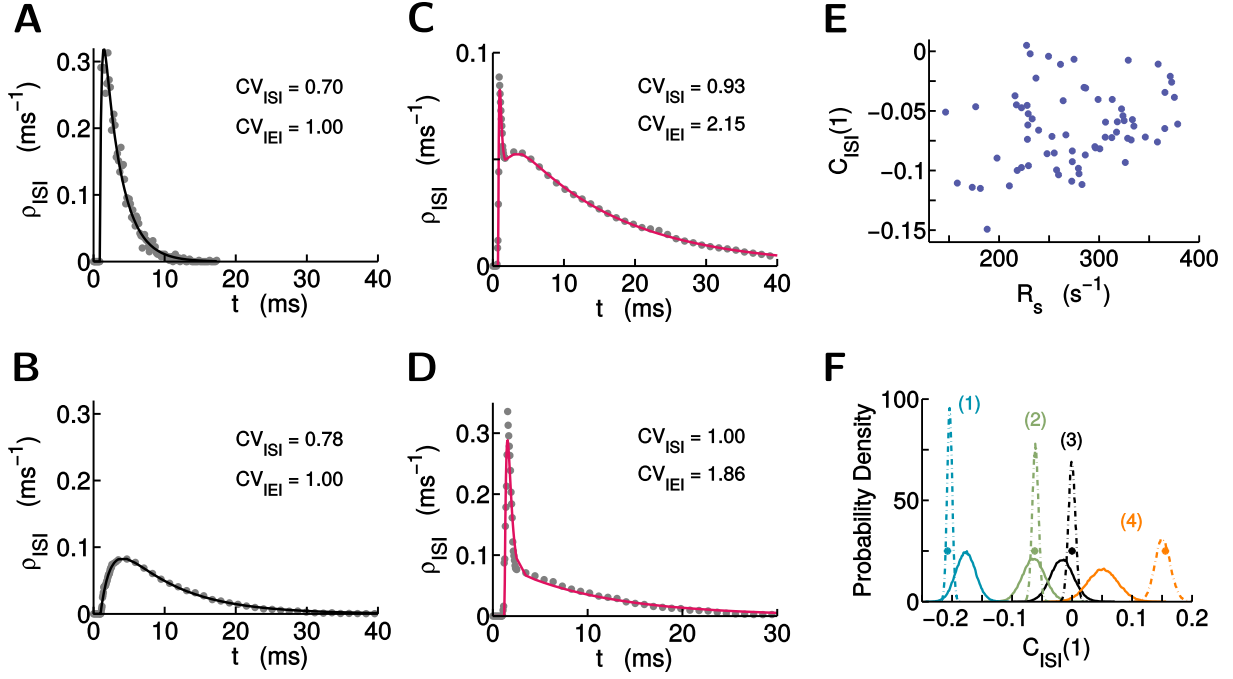 A
0.3
0.2
0.1
0
0 10 20 30 40
ρISI (ms−1)
t (ms)
CVISI = 0.70
CVIEI = 1.00
C
0.1
0
0 10 20 30 40
ρISI (ms−1)
t (ms)
CVISI = 0.93
CVIEI = 2.15
E
0
−0.05
−0.1
−0.15
200 300 400
CISI(1)
Rs (s−1)
B
0.3
0.2
0.1
0
0 10 20 30 40
ρISI (ms−1)
t (ms)
CVISI = 0.78
CVIEI = 1.00
D
0.3
0.2
0.1
0
0 10 20 30
ρISI (ms−1)
t (ms)
CVISI = 1.00
CVIEI = 1.86
F
100
50
0
−0.2 −0.1 0 0.1 0.2
Probability Density
CISI(1)
(1)
(2)
(3)
(4)